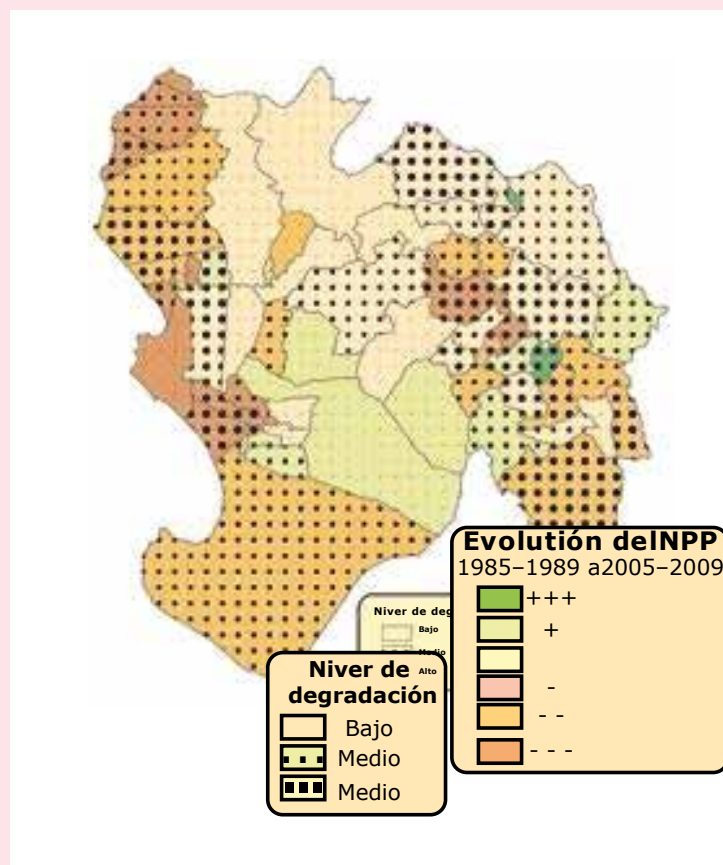 Evolutión delNPP
1985–1989 a2005–2009
+++
+
-
- -
- - -
Niver de deg
Bajo
Medio
Alto
Niver de
degradación
Bajo
Medio
Medio